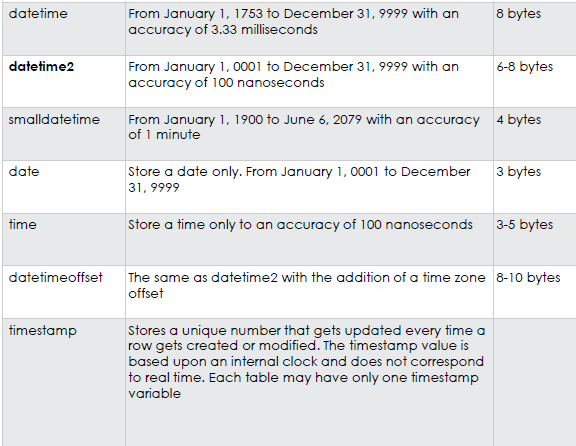 datetime From January 1, 1753 to December 31, 9999 with an 8 bytes
accuracy of 3.33 milliseconds
datetime2 From January 1, 0001 to December 31, 9999 with an 6-8 bytes
accuracy of 100 nanoseconds
smalldatetime From January 1, 1900 to June 6, 2079 with an accuracy 4 bytes
of 1 minute
date Store a date only. From January 1, 0001 to December 3 bytes
31, 9999
time Store a time only to an accuracy of 100 nanoseconds 3-5 bytes
datetimeoffset The same as datetime2 with the addition of a time zone 8-10 bytes
offset
timestamp Stores a unique number that gets updated every time a
row gets created or modified. The timestamp value is
based upon an internal clock and does not correspond
to real time. Each table may have only one timestamp
variable